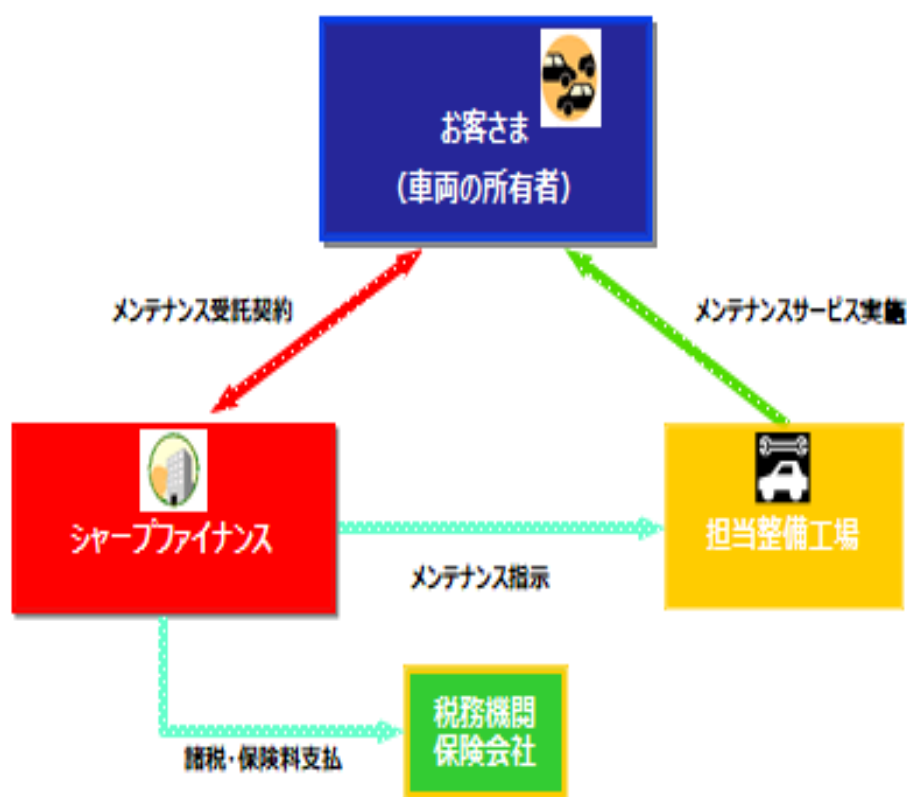 お客さま
（車両の所有者）
メンテナンス受託契約
メンテナンスサービス実施
シャープファイナンス
担当整備工場
メンテナンス指示
税務機関
保険会社
諸税・保険料支払